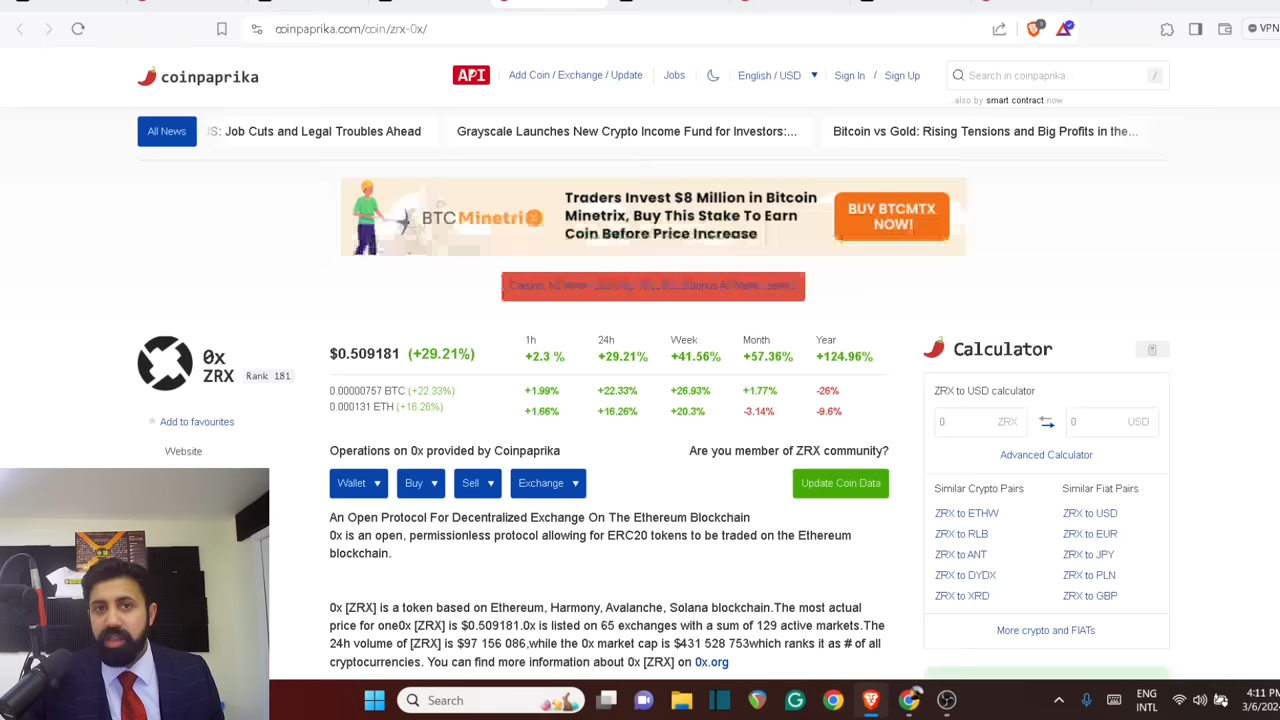 coinpaprika.com/coin/zrx-0x/
VPN
coinpaprika
API
Add Coin / Exchange / Update
Jobs
English / USD
Sign In / Sign Up
Search in coinpaprika...
/
...also by smart contract now
All News
JS: Job Cuts and Legal Troubles Ahead
Grayscale Launches New Crypto Income Fund for Investors:...
Bitcoin vs Gold: Rising Tensions and Big Profits in the...
BTC Minetrix
Traders Invest $8 Million in Bitcoin
Minetrix, Buy This Stake To Earn
Coin Before Price Increase
BUY BTCMTX
NOW!
0x
ZRX
Rank 181
Add to favourites
Website
$0.509181 (+29.21%)
1h 24h Week Month Year
+2.3 % +29.21% +41.56% +57.36% +124.96%
0.00000757 BTC (+22.33%) +1.99% +22.33% +26.93% +1.77% -26%
0.000131 ETH (+16.26%) +1.66% +16.26% +20.3% -3.14% -9.6%
Operations on 0x provided by Coinpaprika
Are you member of ZRX community?
Wallet Buy Sell Exchange
Update Coin Data
An Open Protocol For Decentralized Exchange On The Ethereum Blockchain
0x is an open, permissionless protocol allowing for ERC20 tokens to be traded on the Ethereum
blockchain.
0x [ZRX] is a token based on Ethereum, Harmony, Avalanche, Solana blockchain.The most actual
price for one0x [ZRX] is $0.509181.0x is listed on 65 exchanges with a sum of 129 active markets.The
24h volume of [ZRX] is $97 156 086,while the 0x market cap is $431 528 753which ranks it as # of all
cryptocurrencies. You can find more information about 0x [ZRX] on 0x.org
Calculator
ZRX to USD calculator
0 ZRX
0 USD
Advanced Calculator
Similar Crypto Pairs Similar Fiat Pairs
ZRX to ETHW ZRX to USD
ZRX to RLB ZRX to EUR
ZRX to ANT ZRX to JPY
ZRX to DYDX ZRX to PLN
ZRX to XRD ZRX to GBP
More crypto and FIATs
Search
ENG
INTL
4:11 PM
3/6/202